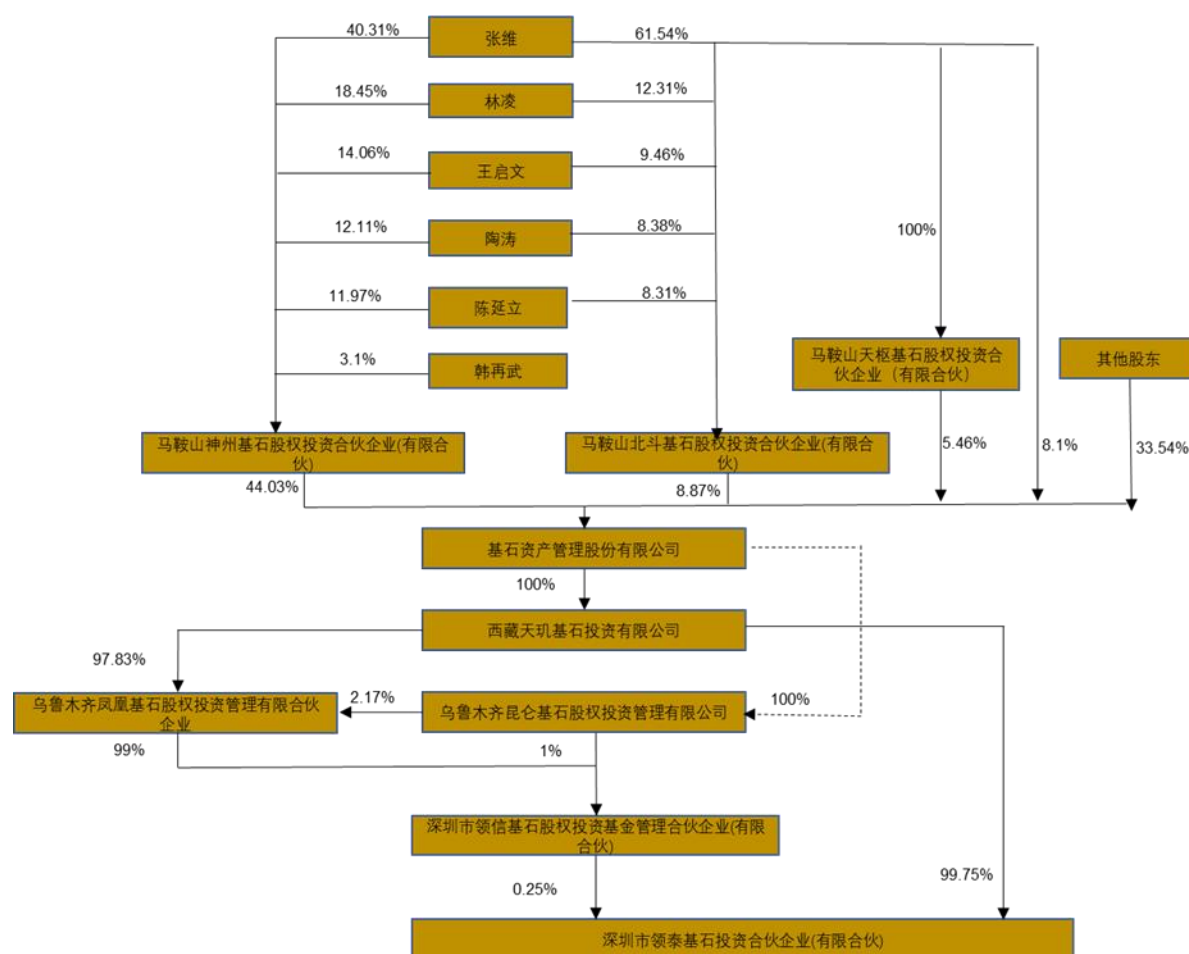 40.31%
张维
61.54%
18.45%
林凌
12.31%
14.06%
王启文
9.46%
12.11%
陶涛
8.38%
100%
11.97%
陈延立
8.31%
3.1%
韩再武
马鞍山天枢基石股权投资合
伙企业（有限合伙）
其他股东
马鞍山神州基石股权投资合伙企业(有限合
伙)
马鞍山北斗基石股权投资合伙企业(有限合
伙)
5.46%
8.1%
33.54%
44.03%
8.87%
基石资产管理股份有限公司
100%
西藏天玑基石投资有限公司
97.83%
乌鲁木齐凤凰基石股权投资管理有限合伙
企业
2.17%
乌鲁木齐昆仑基石股权投资管理有限公司
100%
99%
1%
深圳市领信基石股权投资基金管理合伙企业(有限
合伙)
0.25%
99.75%
深圳市领泰基石投资合伙企业(有限合伙)